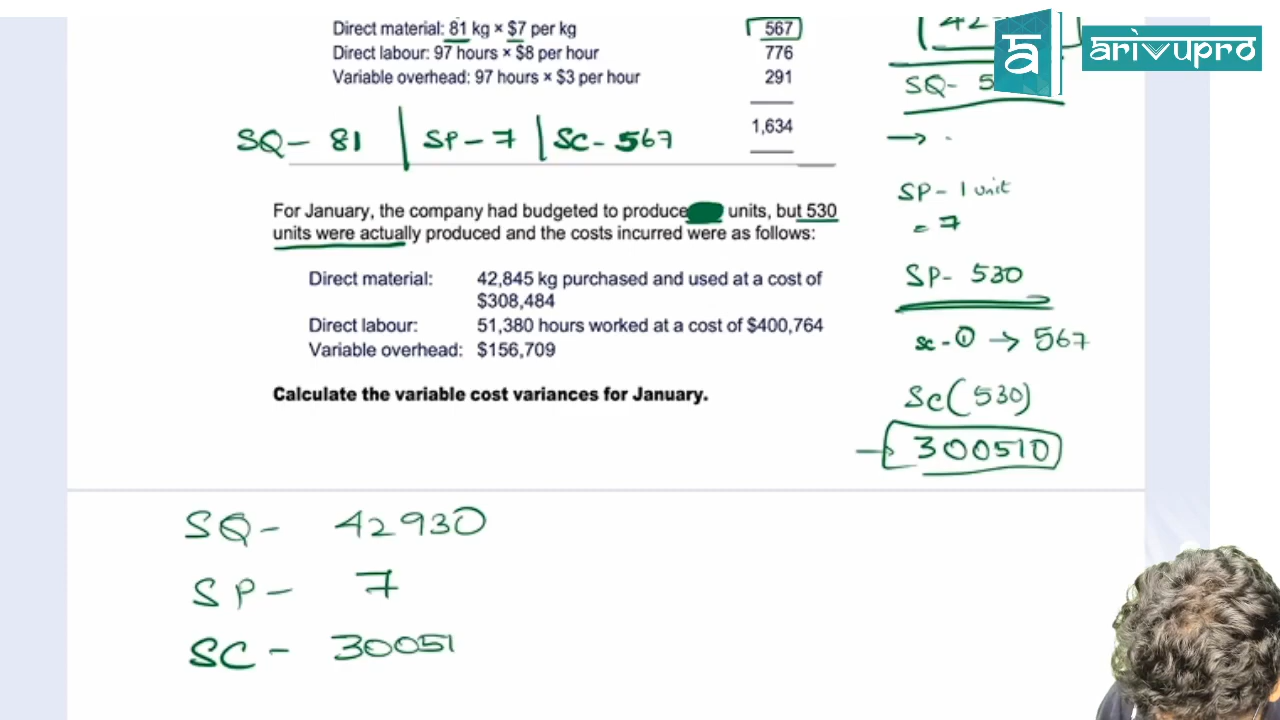 Direct material: 81 kg × $7 per kg 567
Direct labour: 97 hours × $8 per hour 776
Variable overhead: 97 hours × $3 per hour 291
1,634
SQ- 81 | SP-7 | SC-567
For January, the company had budgeted to produce units, but 530
units were actually produced and the costs incurred were as follows:
Direct material: 42,845 kg purchased and used at a cost of
$308,484
Direct labour: 51,380 hours worked at a cost of $400,764
Variable overhead: $156,709
Calculate the variable cost variances for January.
SQ- 42930
SP- 7
SC- 30051
SQ- 5
→
SP- 1 unit
= 7
SP- 530
sc-① → 567
SC(530)
→ 300510
a arivupro